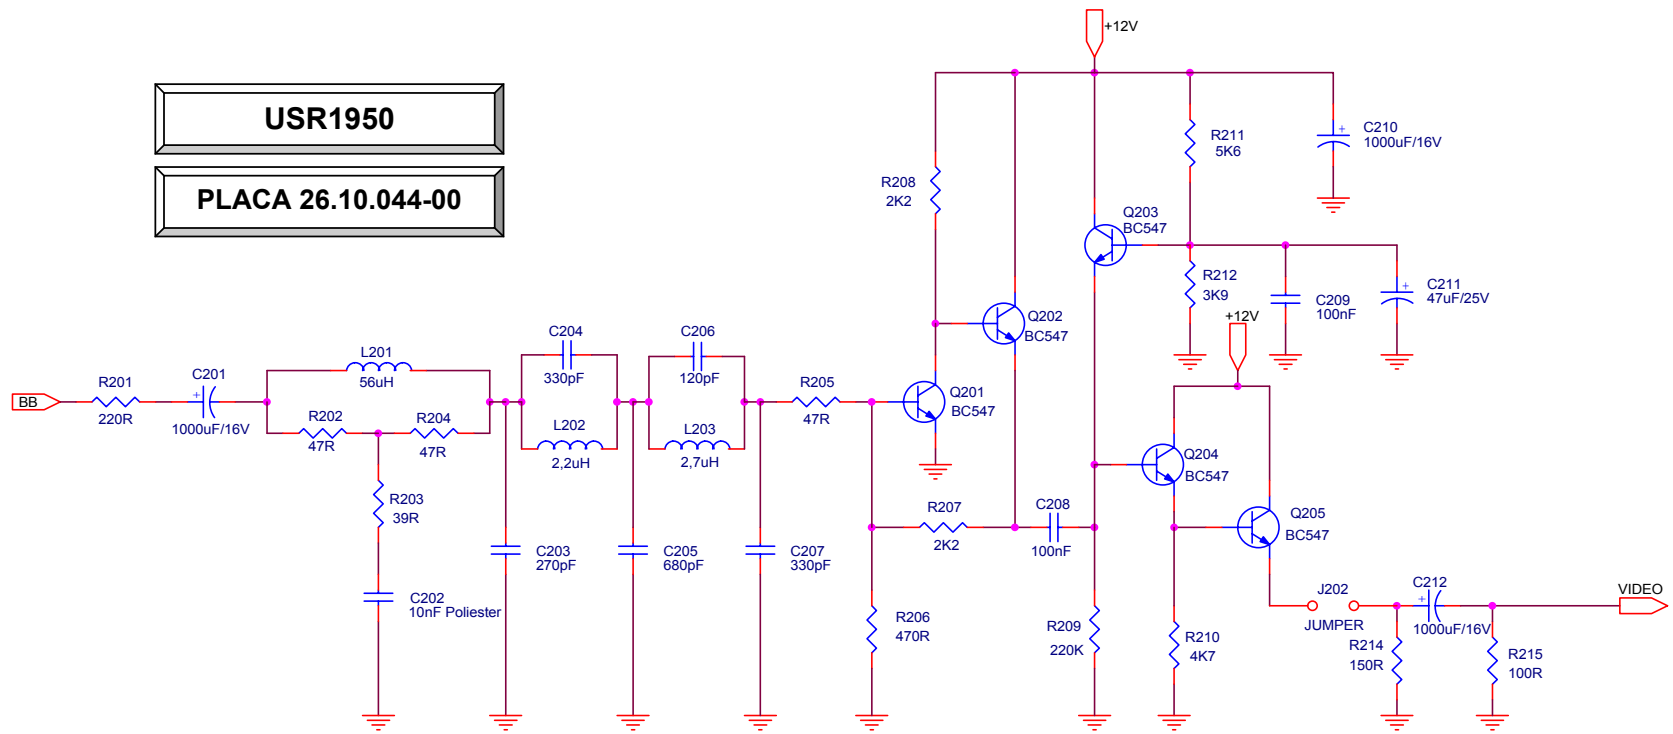 USR1950
PLACA 26.10.044-00
+12V
R211
5K6
C210
1000uF/16V
R208
2K2
Q203
BC547
R212
3K9
C209
100nF
C211
47uF/25V
+12V
Q202
BC547
C204
330pF
C206
120pF
L201
56uH
BB
R201
220R
C201
1000uF/16V
R202
47R
R204
47R
L202
2,2uH
L203
2,7uH
R205
47R
Q201
BC547
Q204
BC547
R203
39R
R207
2K2
C208
100nF
Q205
BC547
C203
270pF
C205
680pF
C207
330pF
C202
10nF Poliester
R206
470R
R209
220K
R210
4K7
J202
JUMPER
C212
1000uF/16V
VIDEO
R214
150R
R215
100R